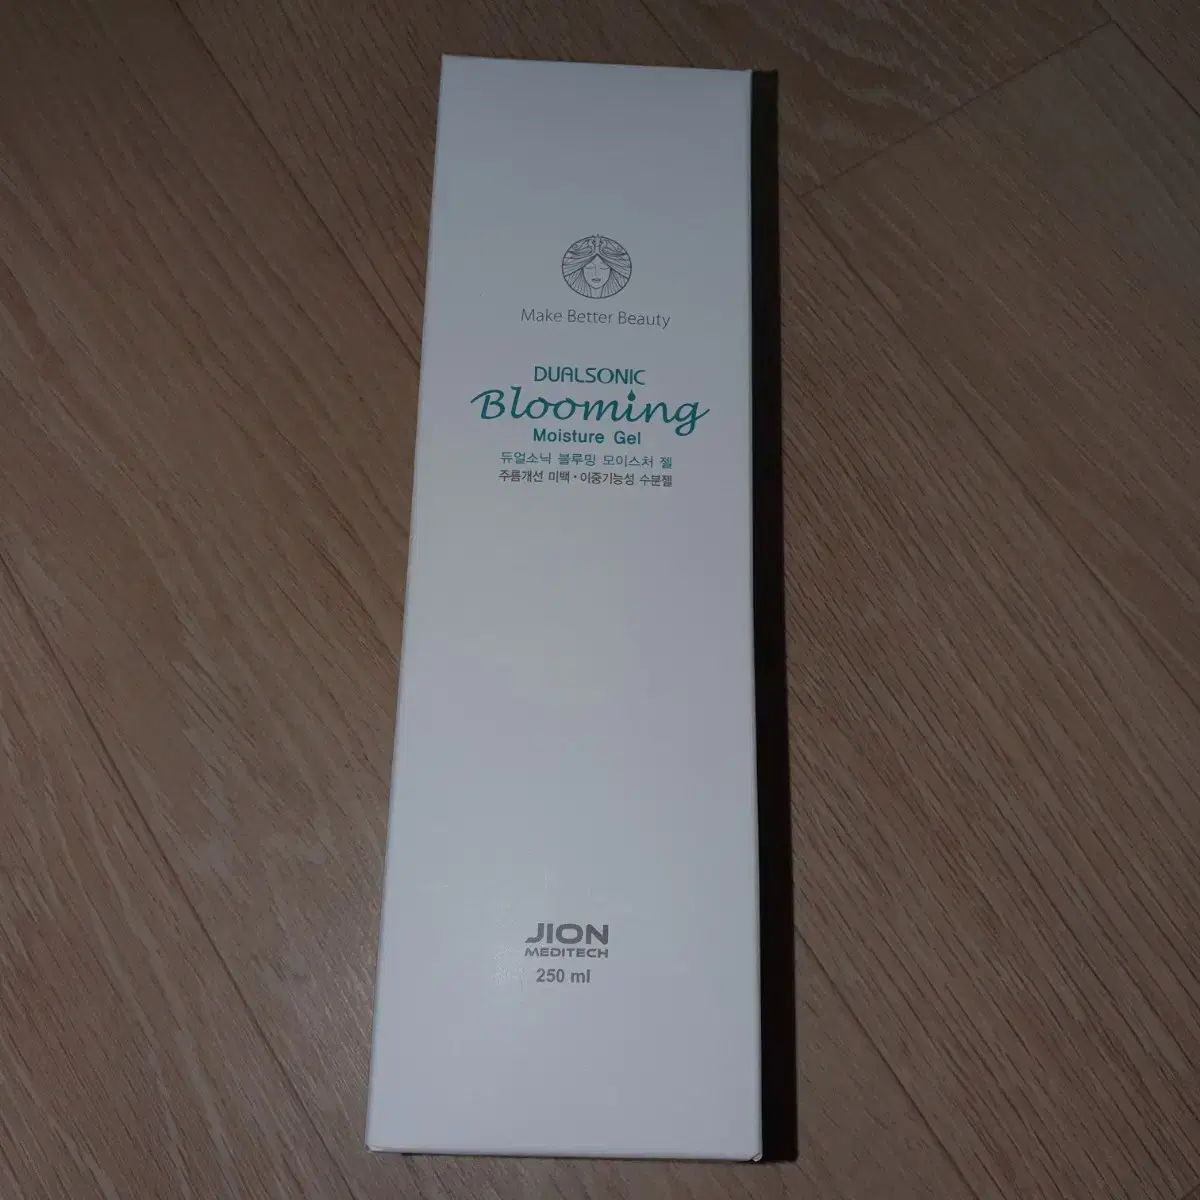 Make Better Beauty
DUALSONIC
Blooming
Moisture Gel
듀얼소닉 블루밍 모이스처 젤
주름개선 미백·이중기능성 수분젤
JION
MEDITECH
250 ml